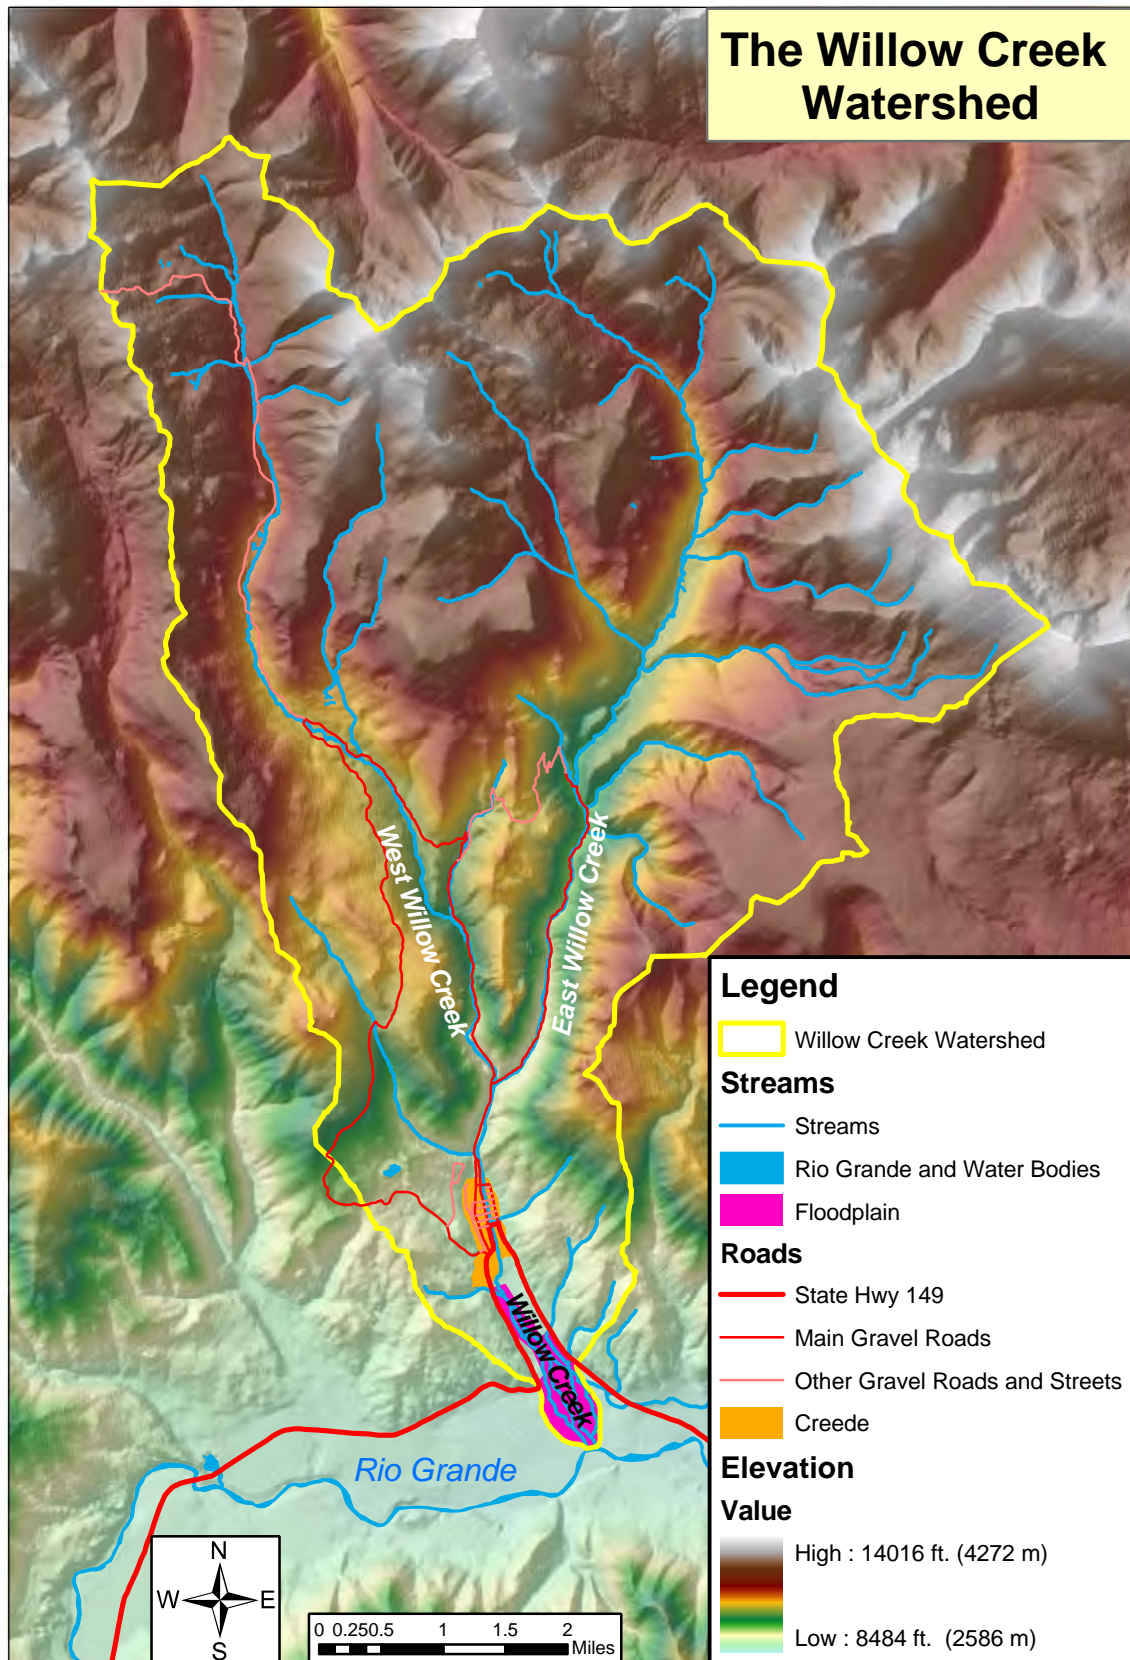 The Willow Creek
Watershed
West Willow Creek
East Willow Creek
Willow Creek
Rio Grande
Legend
Willow Creek Watershed
Streams
Streams
Rio Grande and Water Bodies
Floodplain
Roads
State Hwy 149
Main Gravel Roads
Other Gravel Roads and Streets
Creede
Elevation
Value
High : 14016 ft. (4272 m)
Low : 8484 ft. (2586 m)
N
W E
S
0 0.250.5 1 1.5 2
Miles